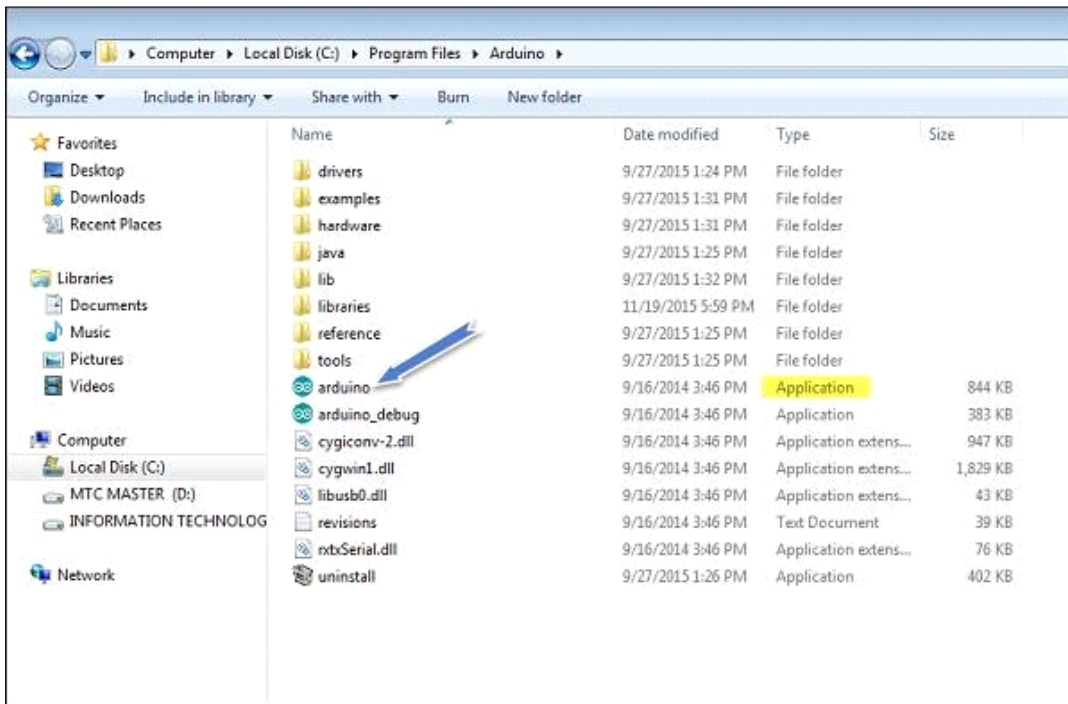 Computer Local Disk (C:) Program Files Arduino
Organize Include in library Share with Burn New folder
Favorites
Desktop
Downloads
Recent Places
Libraries
Documents
Music
Pictures
Videos
Computer
Local Disk (C:)
MTC MASTER (D:)
INFORMATION TECHNOLOG
Network
Name Date modified Type Size
drivers 9/27/2015 1:24 PM File folder
examples 9/27/2015 1:31 PM File folder
hardware 9/27/2015 1:31 PM File folder
java 9/27/2015 1:25 PM File folder
lib 9/27/2015 1:32 PM File folder
libraries 11/19/2015 5:59 PM File folder
reference 9/27/2015 1:25 PM File folder
tools 9/27/2015 1:25 PM File folder
arduino 9/16/2014 3:46 PM Application 844 KB
arduino_debug 9/16/2014 3:46 PM Application 383 KB
cygiconv-2.dll 9/16/2014 3:46 PM Application extens... 947 KB
cygwin1.dll 9/16/2014 3:46 PM Application extens... 1,829 KB
libusb0.dll 9/16/2014 3:46 PM Application extens... 43 KB
revisions 9/16/2014 3:46 PM Text Document 39 KB
rxtxSerial.dll 9/16/2014 3:46 PM Application extens... 76 KB
uninstall 9/27/2015 1:26 PM Application 402 KB